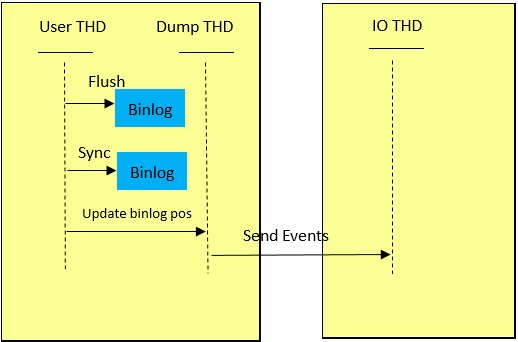 User THD
Dump THD
IO THD
Flush
Binlog
Sync
Binlog
Update binlog pos
Send Events